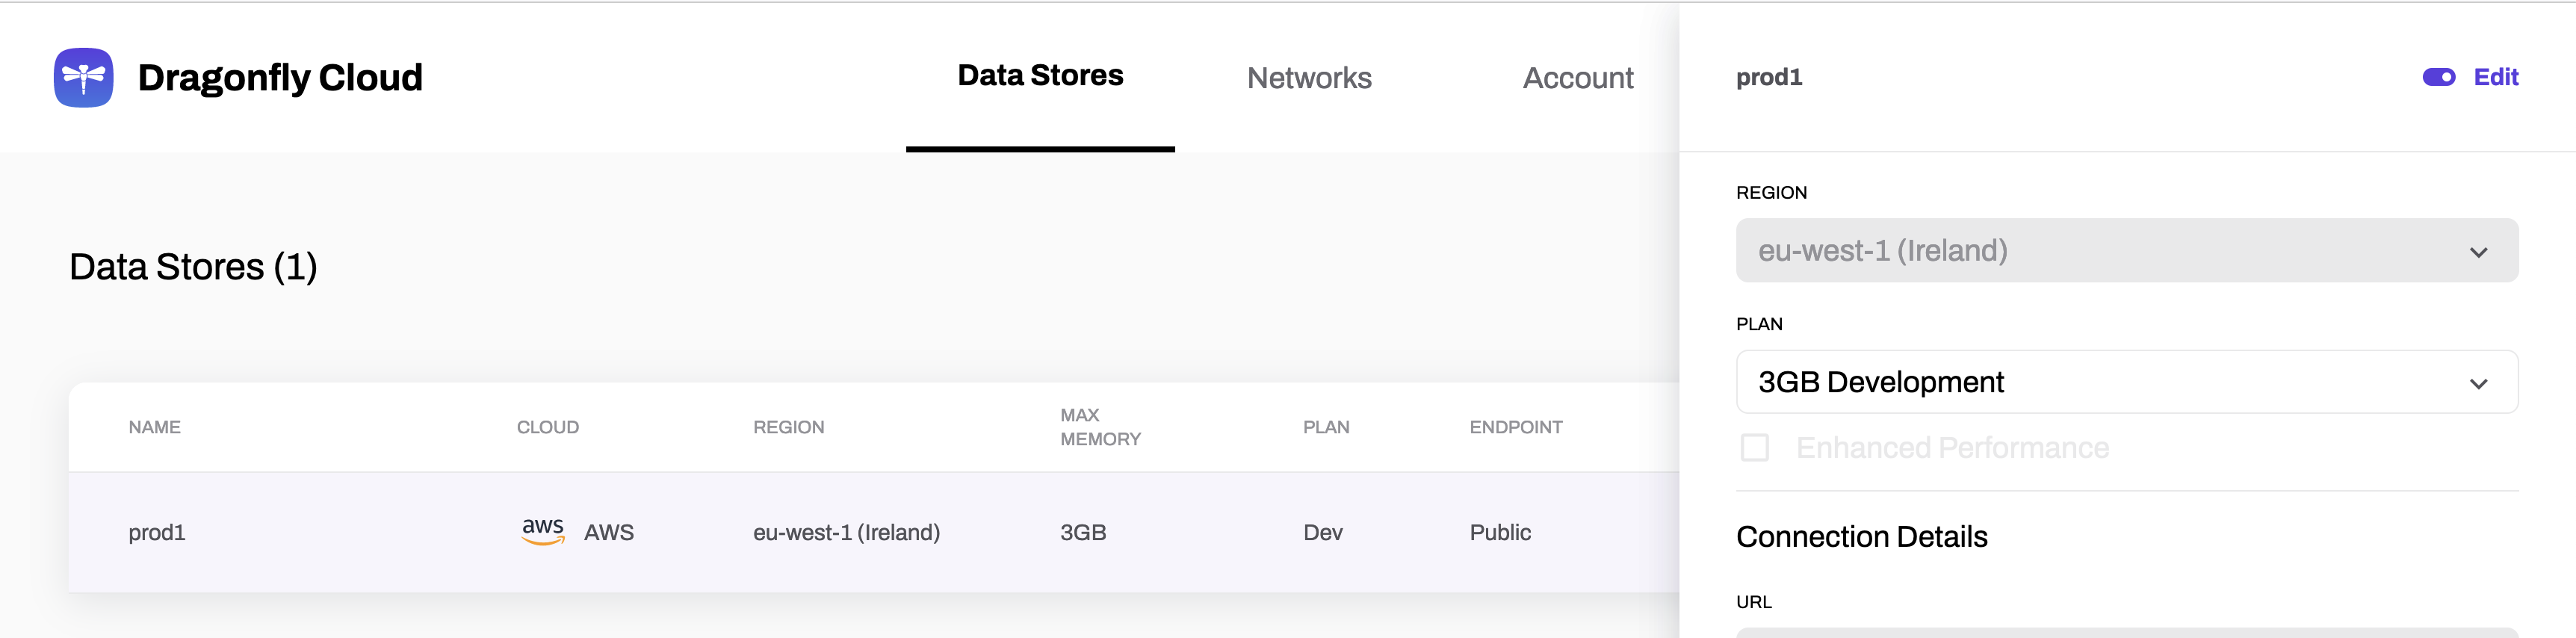 Dragonfly Cloud
Data Stores
Networks
Account
Data Stores (1)
NAME
CLOUD
REGION
MAX
MEMORY
PLAN
ENDPOINT
prod1
aws
AWS
eu-west-1 (Ireland)
3GB
Dev
Public
prod1
Edit
REGION
eu-west-1 (Ireland)
PLAN
3GB Development
Enhanced Performance
Connection Details
URL